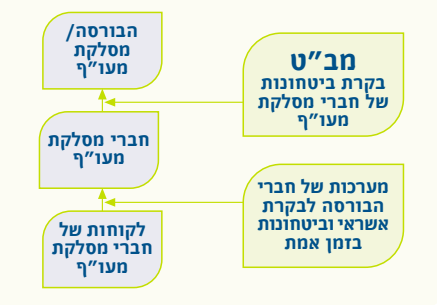 הבורסה/
מסלקת
מעו״ף
מב״ט
בקרת ביטחונות
של חברי מסלקת
מעו״ף
חברי מסלקת
מעו״ף
מערכות של חברי
הבורסה לבקרת
אשראי וביטחונות
בזמן אמת
לקוחות של
חברי מסלקת
מעו״ף